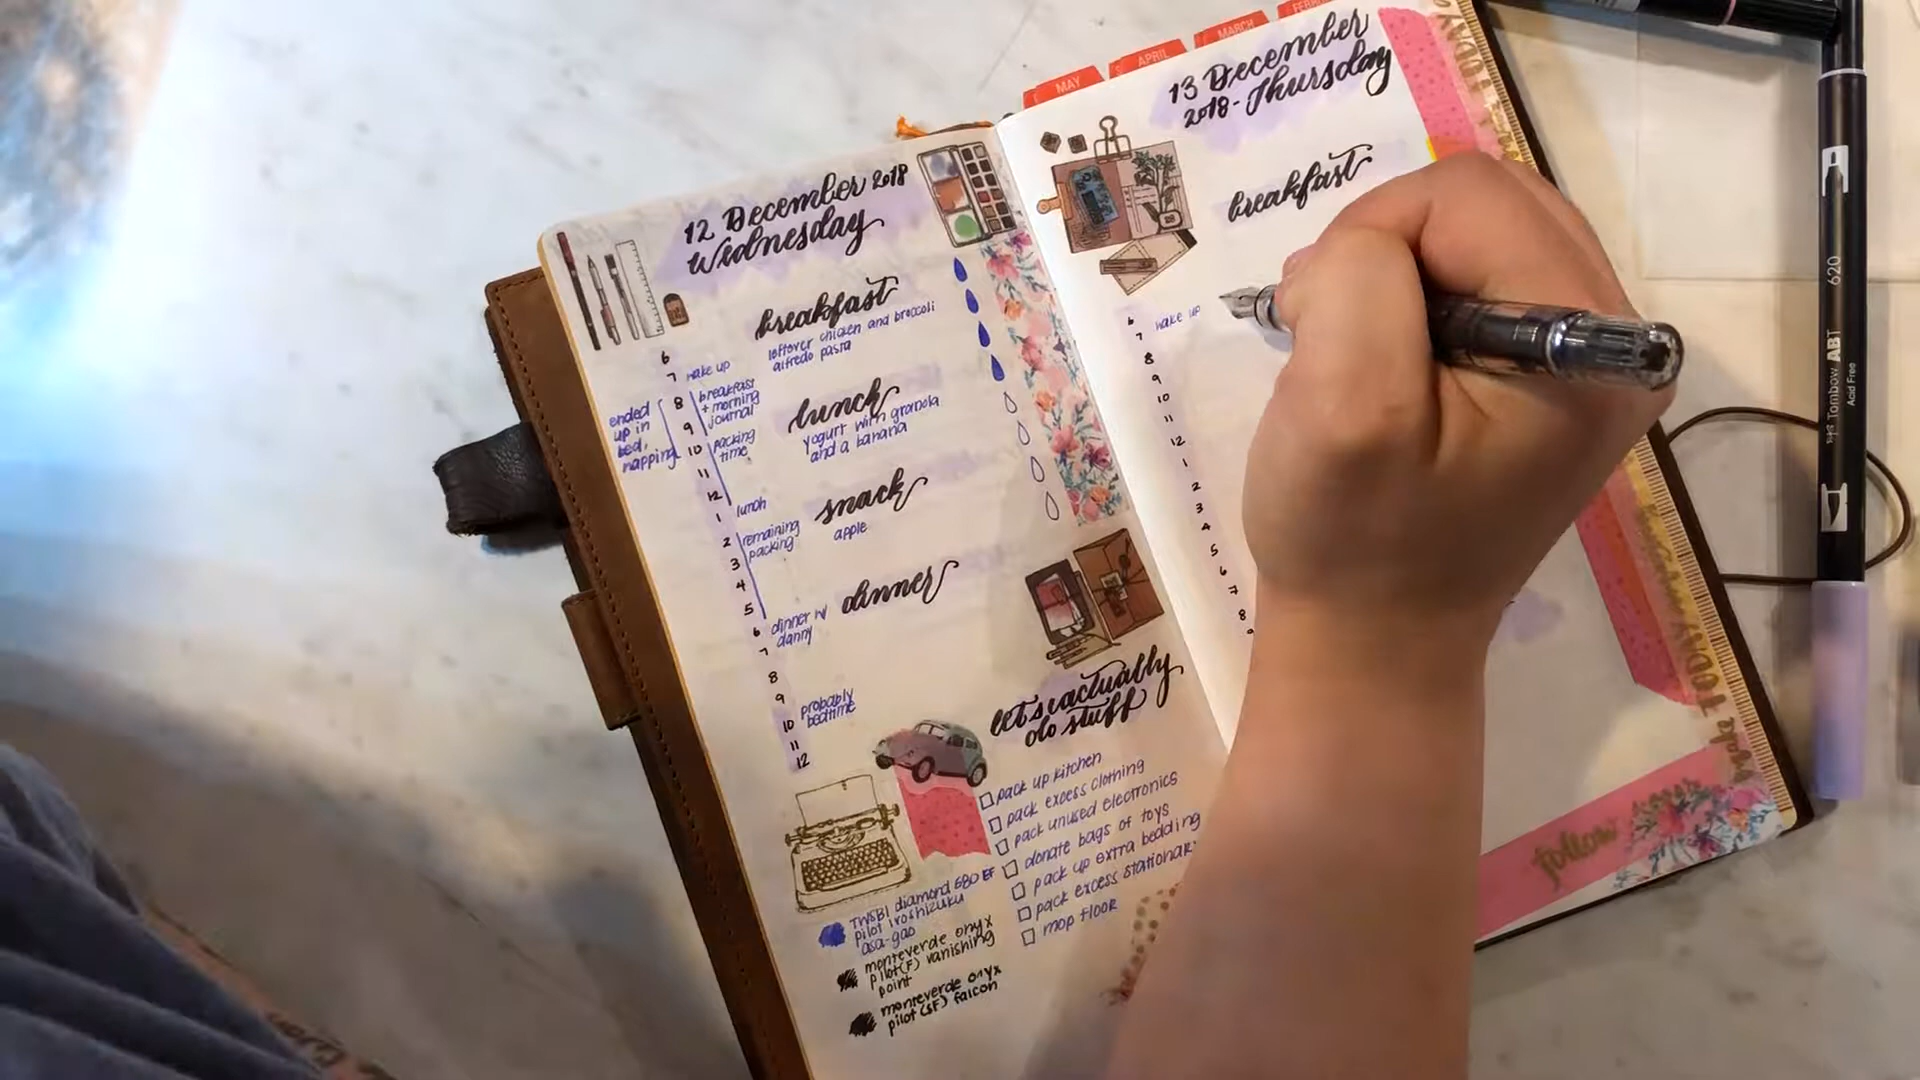 MAY
APRIL
MARCH
12 December 2018
Wednesday
breakfast
leftover chicken and broccoli
alfredo pasta
6
7 wake up
8 breakfast
+ morning
journal
9
10 packing
time
11
12
1 lunch
2 remaining
packing
3
4
5
6 dinner w/
danny
7
8
9
10 probably
bedtime
11
12
ended
up in
bed,
napping
lunch
yogurt with granola
and a banana
snack
apple
dinner
let's actually
do stuff
pack up kitchen
pack excess clothing
pack unused electronics
donate bags of toys
pack up extra bedding
pack excess stationary
mop floor
TWSBI diamond 580 EF
pilot iroshizuku
asa-gao
monteverde onyx
pilot (F) vanishing
point
monteverde onyx
pilot (SF) falcon
13 December
2018 - Thursday
breakfast
6
7 wake up
8
9
10
11
12
1
2
3
4
5
6
7
8
9
TODAY
make TODAY
follow
Tombow ABT 620
Acid Free